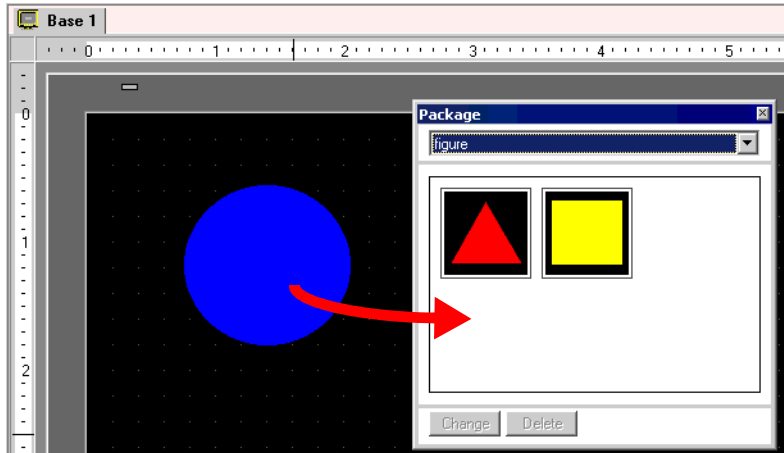 Base 1
0 1 2 3 4 5
0
1
2
Package
figure
Change Delete